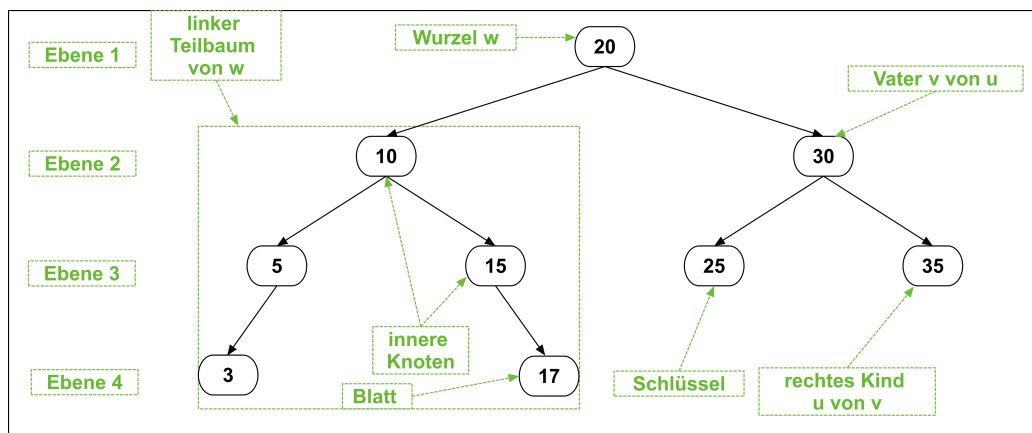 linker
Teilbaum
von w
Ebene 1
Wurzel w
20
Vater v von u
Ebene 2
10
30
Ebene 3
5
15
25
35
innere
Knoten
Ebene 4
3
Blatt
17
Schlüssel
rechtes Kind
u von v